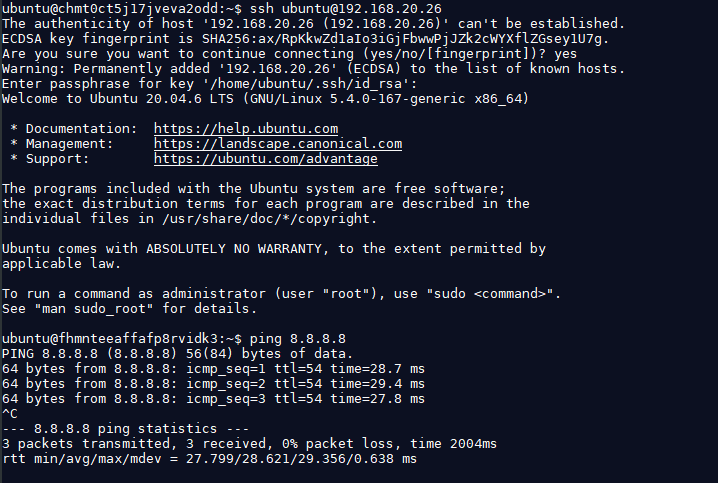 ubuntu@chmt0ct5j17jveva2odd:~$ ssh ubuntu@192.168.20.26
The authenticity of host '192.168.20.26 (192.168.20.26)' can't be established.
ECDSA key fingerprint is SHA256:ax/RpKkwZd1aIo3iGjFbwwPjJZk2cWYXflZGsey1U7g.
Are you sure you want to continue connecting (yes/no/[fingerprint])? yes
Warning: Permanently added '192.168.20.26' (ECDSA) to the list of known hosts.
Enter passphrase for key '/home/ubuntu/.ssh/id_rsa':
Welcome to Ubuntu 20.04.6 LTS (GNU/Linux 5.4.0-167-generic x86_64)

 * Documentation:  https://help.ubuntu.com
 * Management:     https://landscape.canonical.com
 * Support:        https://ubuntu.com/advantage

The programs included with the Ubuntu system are free software;
the exact distribution terms for each program are described in the
individual files in /usr/share/doc/*/copyright.

Ubuntu comes with ABSOLUTELY NO WARRANTY, to the extent permitted by
applicable law.

To run a command as administrator (user "root"), use "sudo <command>".
See "man sudo_root" for details.

ubuntu@fhmnteeaffafp8rvidk3:~$ ping 8.8.8.8
PING 8.8.8.8 (8.8.8.8) 56(84) bytes of data.
64 bytes from 8.8.8.8: icmp_seq=1 ttl=54 time=28.7 ms
64 bytes from 8.8.8.8: icmp_seq=2 ttl=54 time=29.4 ms
64 bytes from 8.8.8.8: icmp_seq=3 ttl=54 time=27.8 ms
^C
--- 8.8.8.8 ping statistics ---
3 packets transmitted, 3 received, 0% packet loss, time 2004ms
rtt min/avg/max/mdev = 27.799/28.621/29.356/0.638 ms